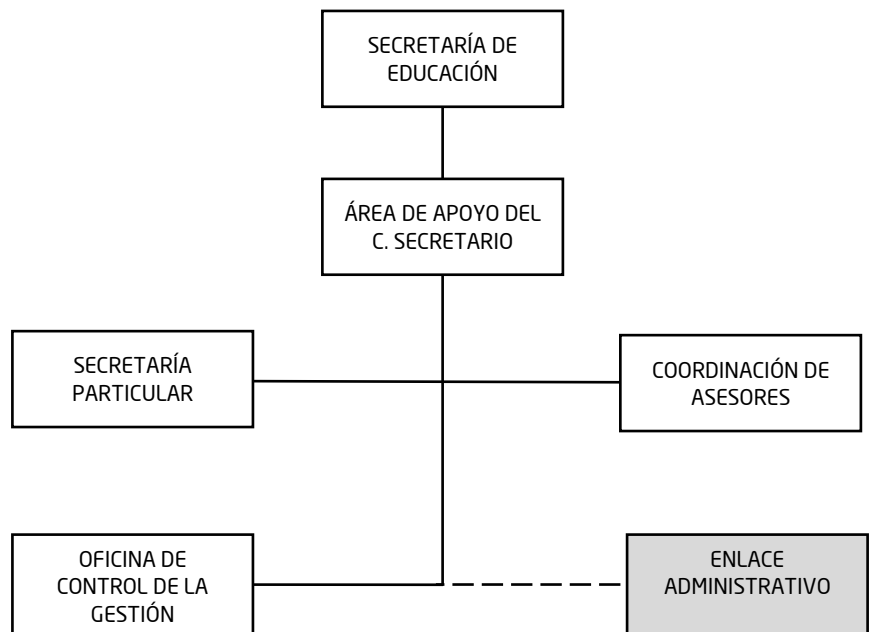 SECRETARÍA DE
EDUCACIÓN
ÁREA DE APOYO DEL
C. SECRETARIO
SECRETARÍA
PARTICULAR
COORDINACIÓN DE
ASESORES
OFICINA DE
CONTROL DE LA
GESTIÓN
ENLACE
ADMINISTRATIVO